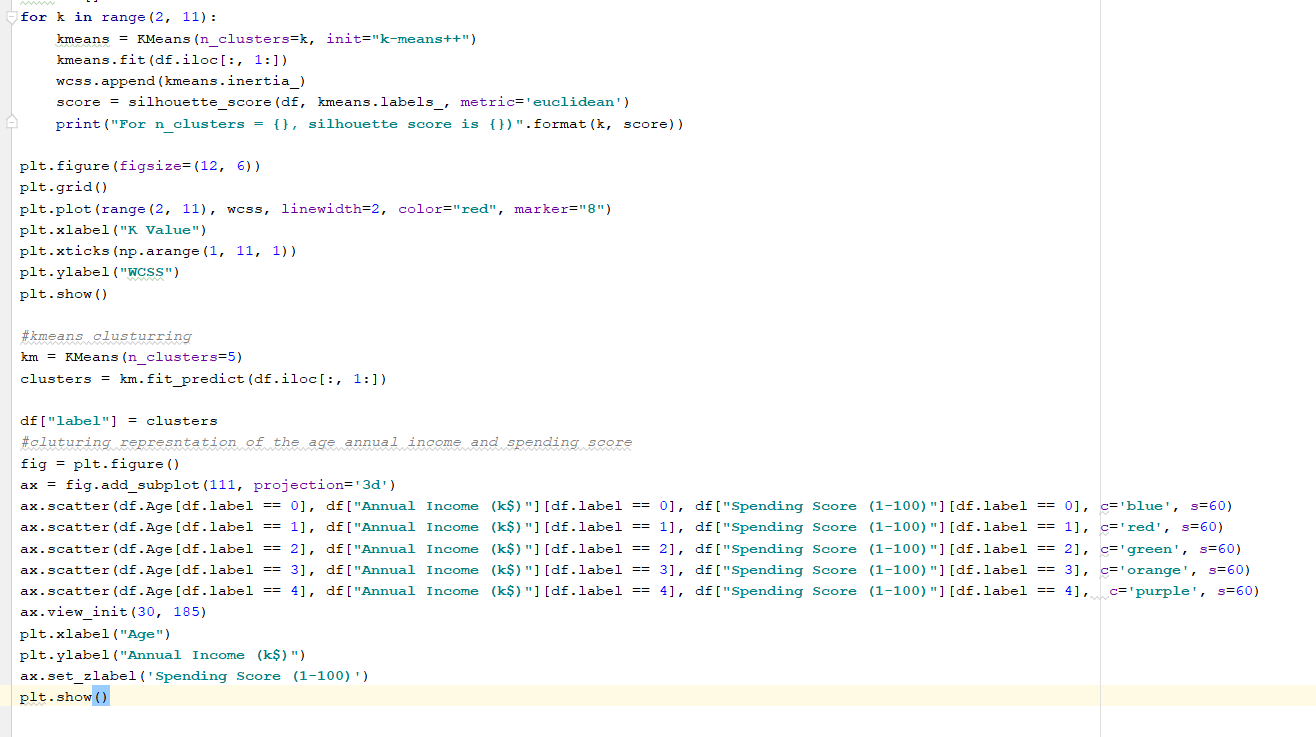 for k in range(2, 11):
    kmeans = KMeans(n_clusters=k, init="k-means++")
    kmeans.fit(df.iloc[:, 1:])
    wcss.append(kmeans.inertia_)
    score = silhouette_score(df, kmeans.labels_, metric='euclidean')
    print("For n_clusters = {}, silhouette score is {})".format(k, score))

plt.figure(figsize=(12, 6))
plt.grid()
plt.plot(range(2, 11), wcss, linewidth=2, color="red", marker="8")
plt.xlabel("K Value")
plt.xticks(np.arange(1, 11, 1))
plt.ylabel("WCSS")
plt.show()

#kmeans clusturring
km = KMeans(n_clusters=5)
clusters = km.fit_predict(df.iloc[:, 1:])

df["label"] = clusters
#cluturing represntation of the age annual income and spending score
fig = plt.figure()
ax = fig.add_subplot(111, projection='3d')
ax.scatter(df.Age[df.label == 0], df["Annual Income (k$)"][df.label == 0], df["Spending Score (1-100)"][df.label == 0], c='blue', s=60)
ax.scatter(df.Age[df.label == 1], df["Annual Income (k$)"][df.label == 1], df["Spending Score (1-100)"][df.label == 1], c='red', s=60)
ax.scatter(df.Age[df.label == 2], df["Annual Income (k$)"][df.label == 2], df["Spending Score (1-100)"][df.label == 2], c='green', s=60)
ax.scatter(df.Age[df.label == 3], df["Annual Income (k$)"][df.label == 3], df["Spending Score (1-100)"][df.label == 3], c='orange', s=60)
ax.scatter(df.Age[df.label == 4], df["Annual Income (k$)"][df.label == 4], df["Spending Score (1-100)"][df.label == 4],  c='purple', s=60)
ax.view_init(30, 185)
plt.xlabel("Age")
plt.ylabel("Annual Income (k$)")
ax.set_zlabel('Spending Score (1-100)')
plt.show()